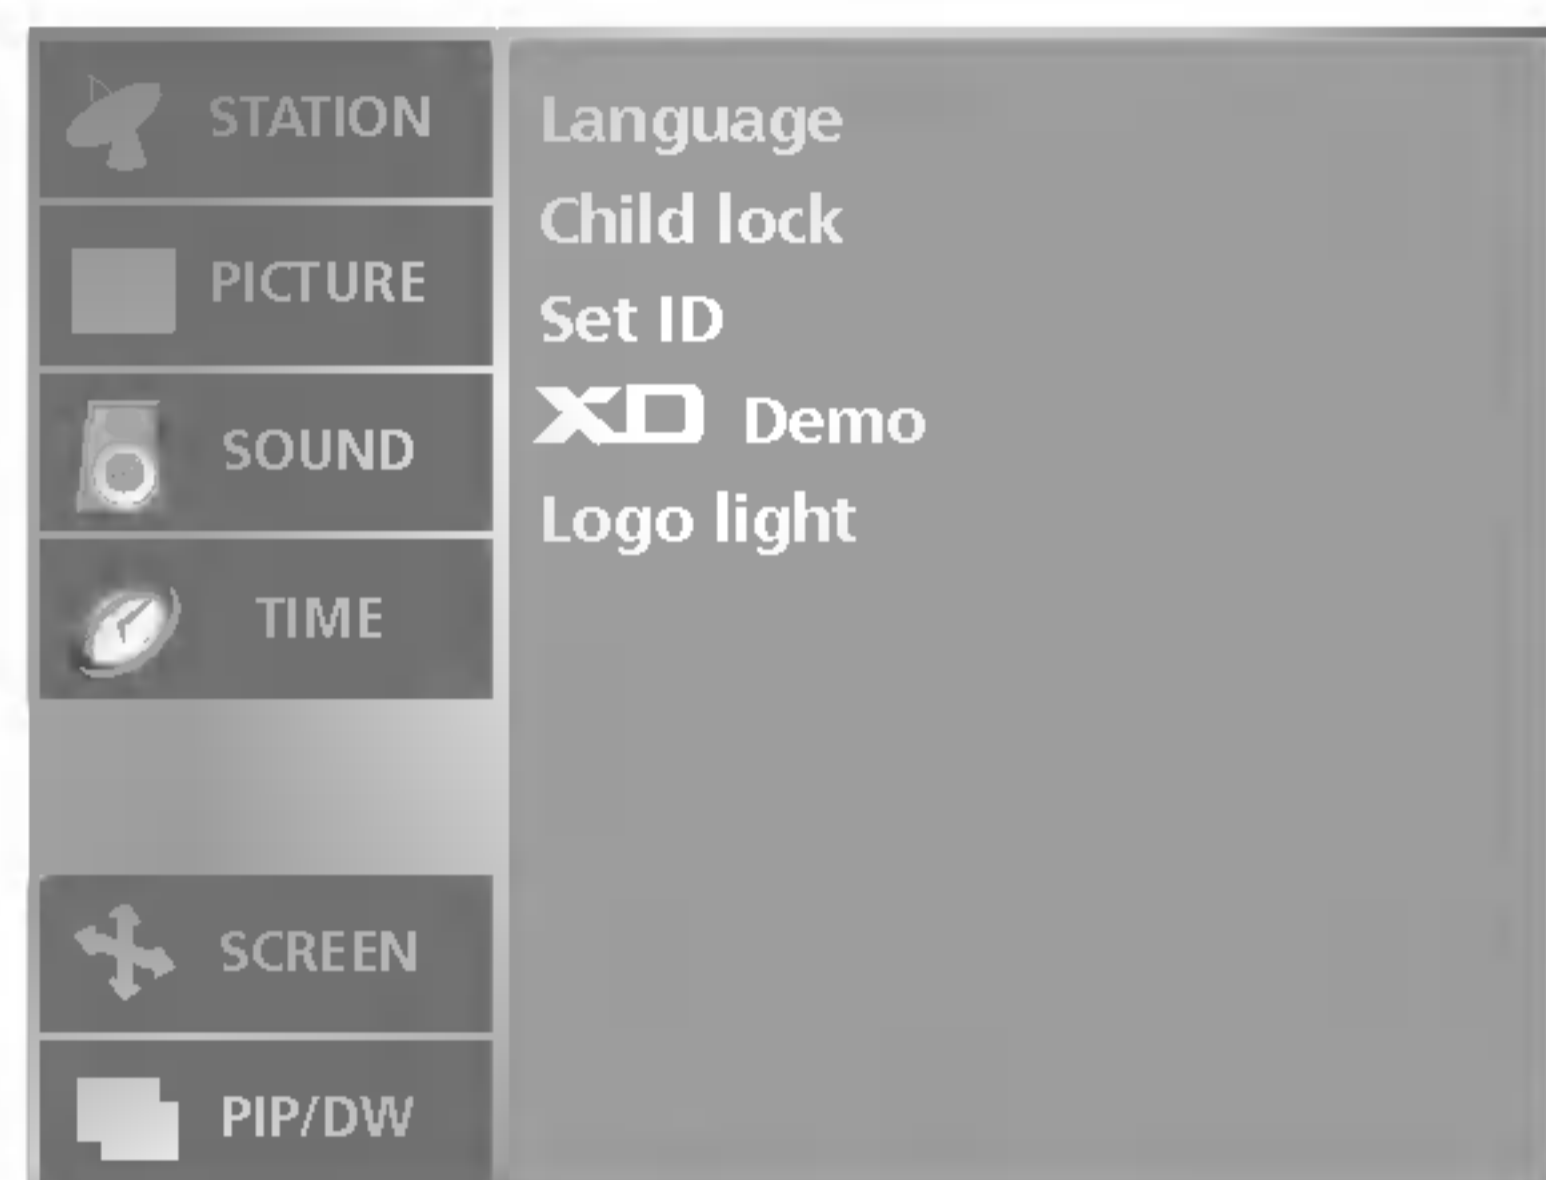 STATION
PICTURE
SOUND
TIME
SCREEN
PIP/DW
Language
Child lock
Set ID
XD Demo
Logo light